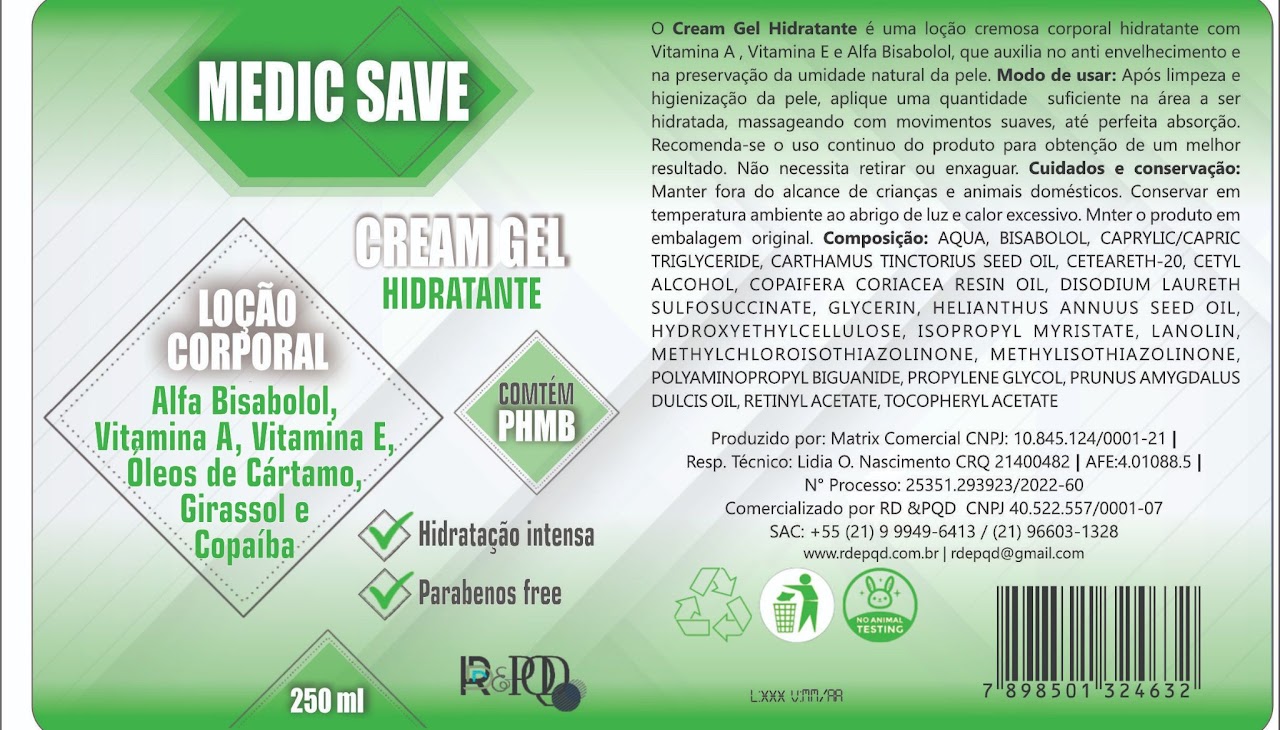 MEDIC SAVE
CREAM GEL
HIDRATANTE
LOÇÃO
CORPORAL
Alfa Bisabolol,
Vitamina A, Vitamina E,
Óleos de Cártamo,
Girassol e
Copaíba
COMTÉM
PHMB
Hidratação intensa
Parabenos free
250 ml
R&PQD
O Cream Gel Hidratante é uma loção cremosa corporal hidratante com
Vitamina A , Vitamina E e Alfa Bisabolol, que auxilia no anti envelhecimento e
na preservação da umidade natural da pele. Modo de usar: Após limpeza e
higienização da pele, aplique uma quantidade suficiente na área a ser
hidratada, massageando com movimentos suaves, até perfeita absorção.
Recomenda-se o uso continuo do produto para obtenção de um melhor
resultado. Não necessita retirar ou enxaguar. Cuidados e conservação:
Manter fora do alcance de crianças e animais domésticos. Conservar em
temperatura ambiente ao abrigo de luz e calor excessivo. Mnter o produto em
embalagem original. Composição: AQUA, BISABOLOL, CAPRYLIC/CAPRIC
TRIGLYCERIDE, CARTHAMUS TINCTORIUS SEED OIL, CETEARETH-20, CETYL
ALCOHOL, COPAIFERA CORIACEA RESIN OIL, DISODIUM LAURETH
SULFOSUCCINATE, GLYCERIN, HELIANTHUS ANNUUS SEED OIL,
HYDROXYETHYLCELLULOSE, ISOPROPYL MYRISTATE, LANOLIN,
METHYLCHLOROISOTHIAZOLINONE, METHYLISOTHIAZOLINONE,
POLYAMINOPROPYL BIGUANIDE, PROPYLENE GLYCOL, PRUNUS AMYGDALUS
DULCIS OIL, RETINYL ACETATE, TOCOPHERYL ACETATE
Produzido por: Matrix Comercial CNPJ: 10.845.124/0001-21 |
Resp. Técnico: Lidia O. Nascimento CRQ 21400482 | AFE:4.01088.5 |
N° Processo: 25351.293923/2022-60
Comercializado por RD &PQD CNPJ 40.522.557/0001-07
SAC: +55 (21) 9 9949-6413 / (21) 96603-1328
www.rdepqd.com.br | rdepqd@gmail.com
NO ANIMAL
TESTING
L:XXX V:MM/AA
7 898501 324632